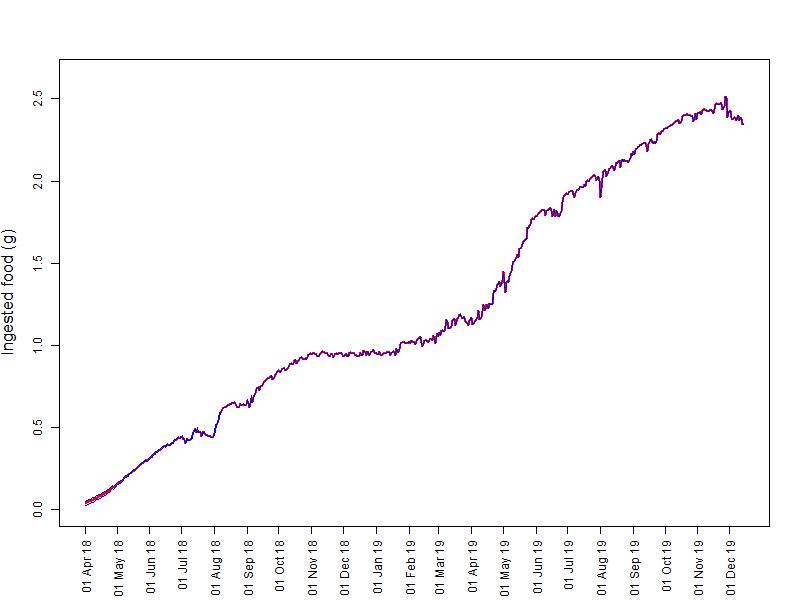 Ingested food (g)
2.5
2.0
1.5
1.0
0.5
0.0
01 Apr 18
01 May 18
01 Jun 18
01 Jul 18
01 Aug 18
01 Sep 18
01 Oct 18
01 Nov 18
01 Dec 18
01 Jan 19
01 Feb 19
01 Mar 19
01 Apr 19
01 May 19
01 Jun 19
01 Jul 19
01 Aug 19
01 Sep 19
01 Oct 19
01 Nov 19
01 Dec 19